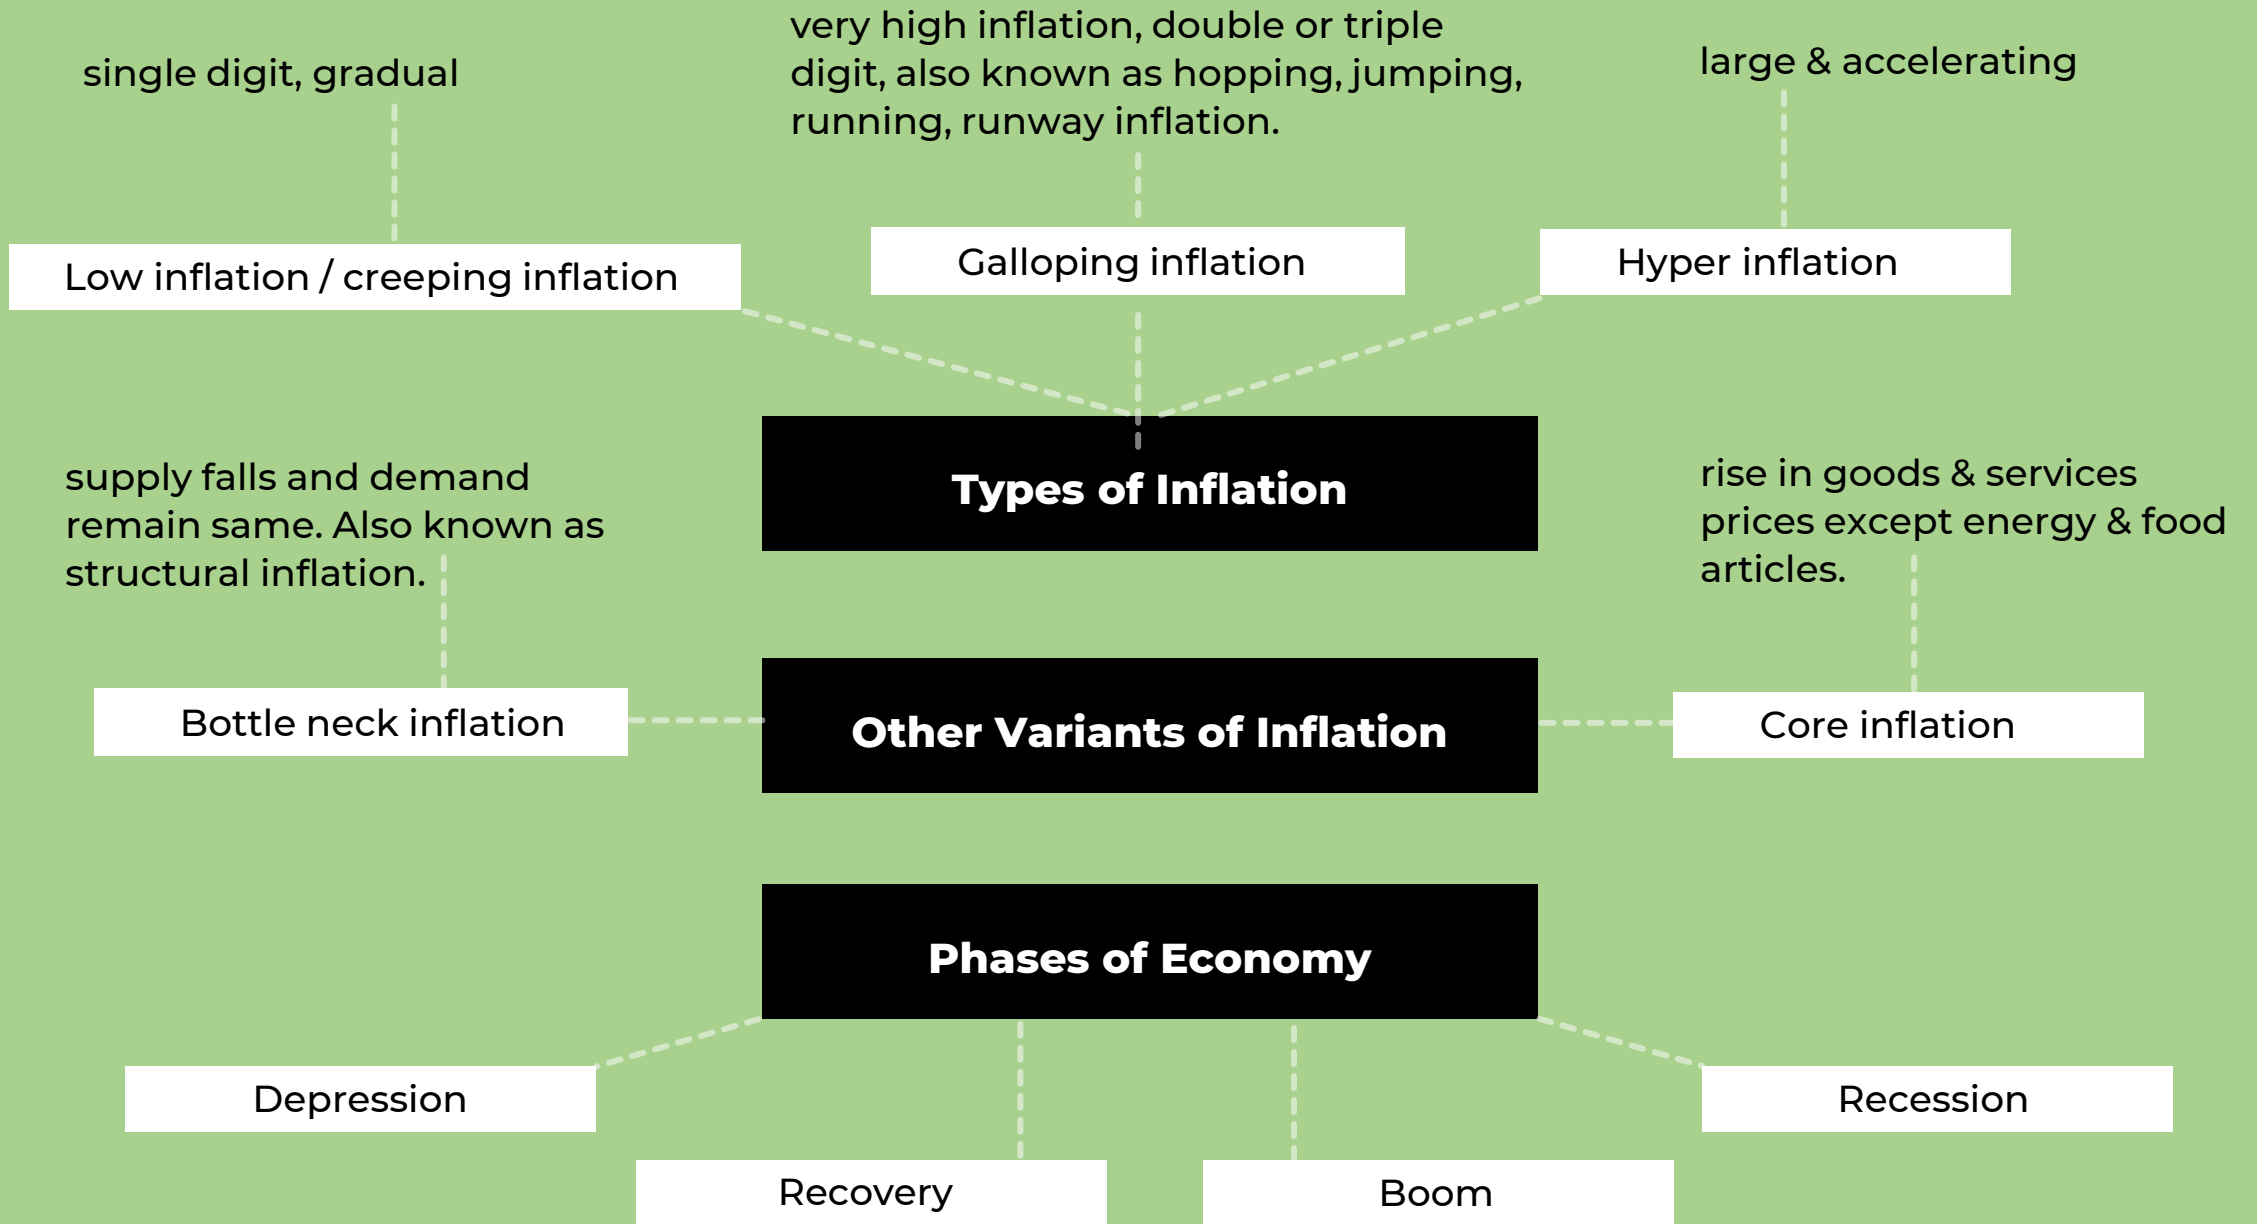 single digit, gradual
very high inflation, double or triple
digit, also known as hopping, jumping,
running, runway inflation.
large & accelerating
Low inflation / creeping inflation
Galloping inflation
Hyper inflation
Types of Inflation
supply falls and demand
remain same. Also known as
structural inflation.
rise in goods & services
prices except energy & food
articles.
Bottle neck inflation
Other Variants of Inflation
Core inflation
Phases of Economy
Depression
Recession
Recovery
Boom